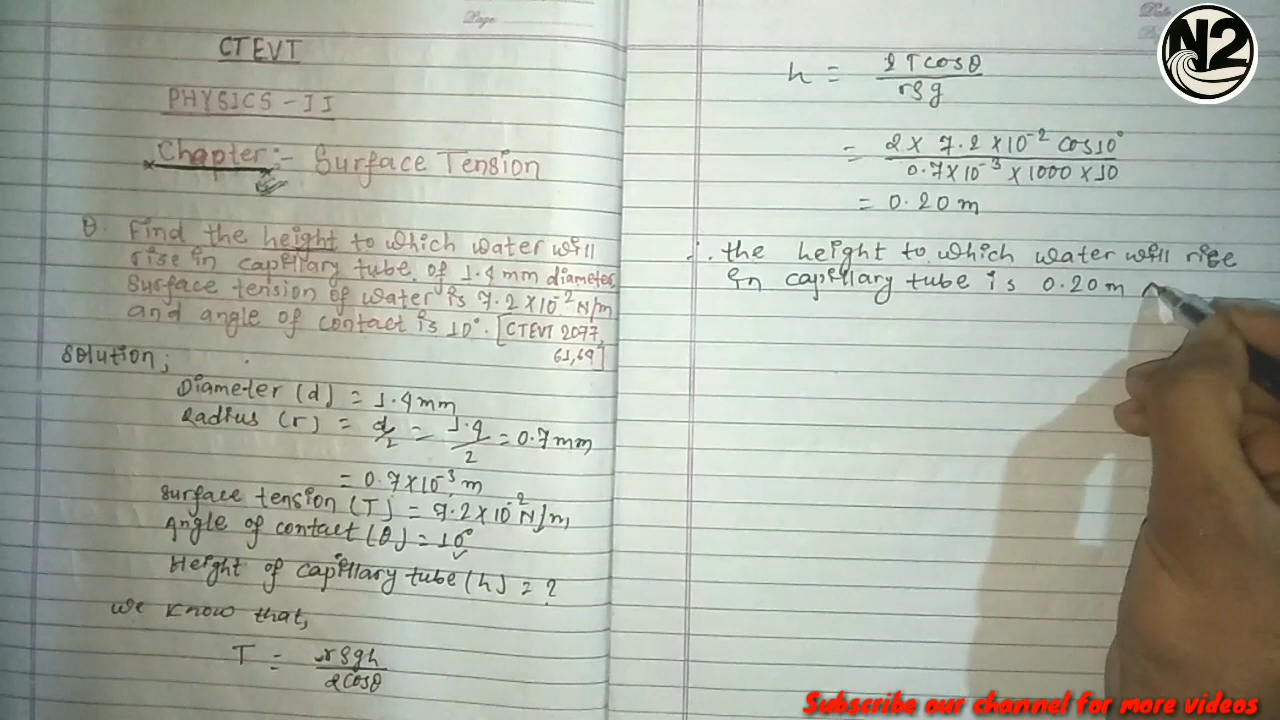 Page
CTEVT
PHYSICS - II
Chapter:- Surface Tension
Q. Find the height to which water will
rise in capillary tube of 1.4 mm diameter
Surface tension of water is 7.2 x 10⁻² N/m
and angle of contact is 10°. [CTEVT 2077,
61,69]
Solution;
Diameter (d) = 1.4 mm
Radius (r) = d/2 = 1.4/2 = 0.7 mm
= 0.7 x 10⁻³ m
Surface tension (T) = 7.2 x 10⁻² N/m
Angle of contact (θ) = 10°
Height of capillary tube (h) = ?
We know that,
T = rρgh / 2cosθ
Date
N2
h = 2Tcosθ / rρg
= 2 x 7.2 x 10⁻² cos10° / 0.7 x 10⁻³ x 1000 x 10
= 0.20 m
∴ the height to which water will rise
in capillary tube is 0.20 m
Subscribe our channel for more videos